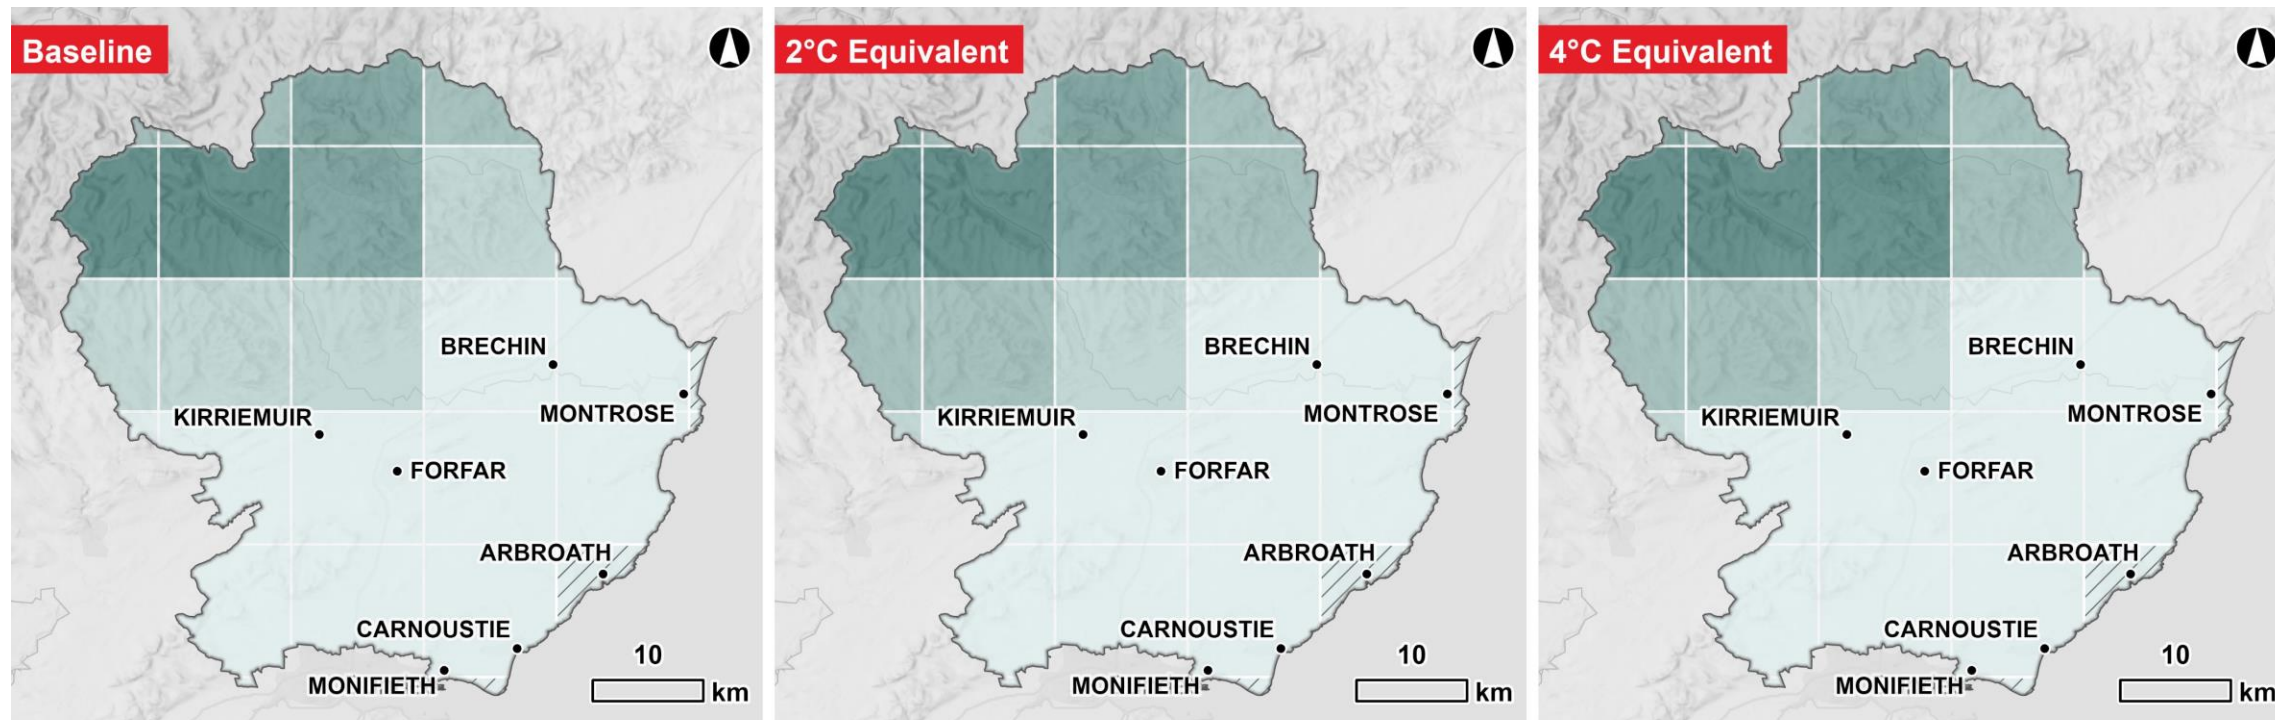 Baseline
BRECHIN
MONTROSE
KIRRIEMUIR
FORFAR
ARBROATH
CARNOUSTIE
MONIFIETH
10
km
2°C Equivalent
BRECHIN
MONTROSE
KIRRIEMUIR
FORFAR
ARBROATH
CARNOUSTIE
MONIFIETH
10
km
4°C Equivalent
BRECHIN
MONTROSE
KIRRIEMUIR
FORFAR
ARBROATH
CARNOUSTIE
MONIFIETH
10
km